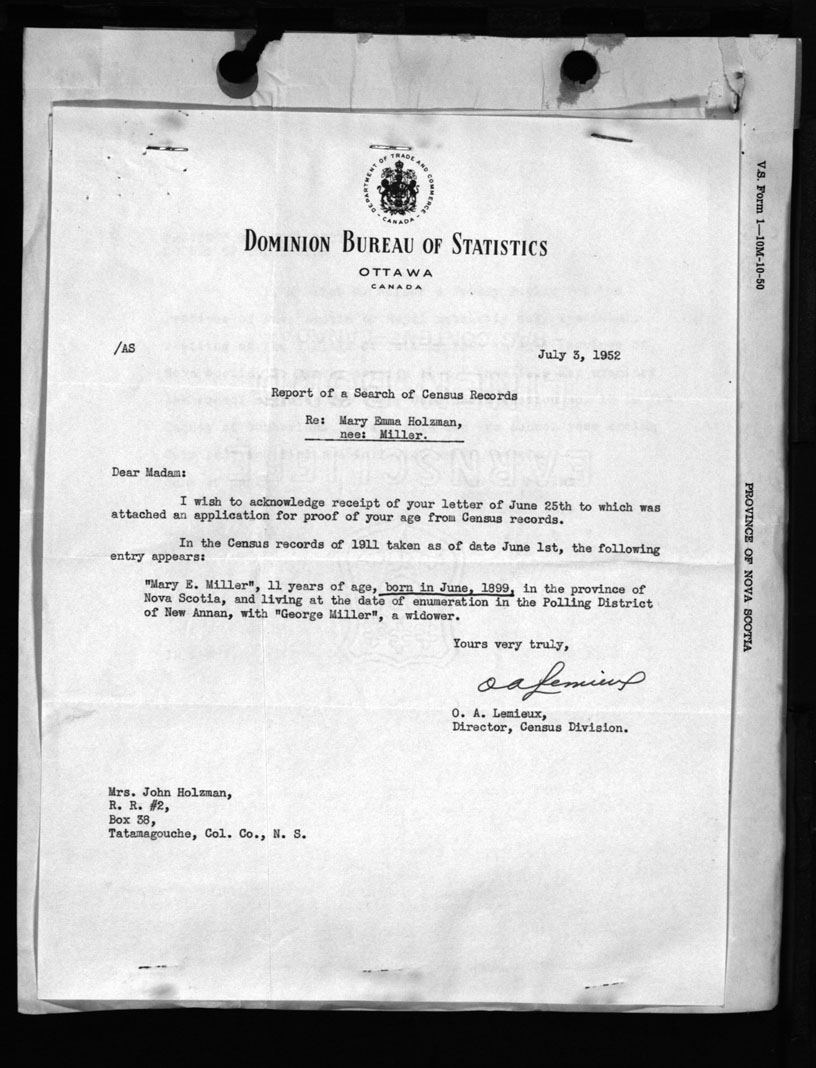 DEPARTMENT OF TRADE AND COMMERCE
- CANADA -
DOMINION BUREAU OF STATISTICS
OTTAWA
CANADA
/AS
July 3, 1952
Report of a Search of Census Records
Re: Mary Emma Holzman,
nee: Miller.
Dear Madam:
I wish to acknowledge receipt of your letter of June 25th to which was
attached an application for proof of your age from Census records.
In the Census records of 1911 taken as of date June 1st, the following
entry appears:
"Mary E. Miller", 11 years of age, born in June, 1899, in the province of
Nova Scotia, and living at the date of enumeration in the Polling District
of New Annan, with "George Miller", a widower.
Yours very truly,
O A Lemieux
O. A. Lemieux,
Director, Census Division.
Mrs. John Holzman,
R. R. #2,
Box 38,
Tatamagouche, Col. Co., N. S.
V.S. Form 1—10M-10-50
PROVINCE OF NOVA SCOTIA